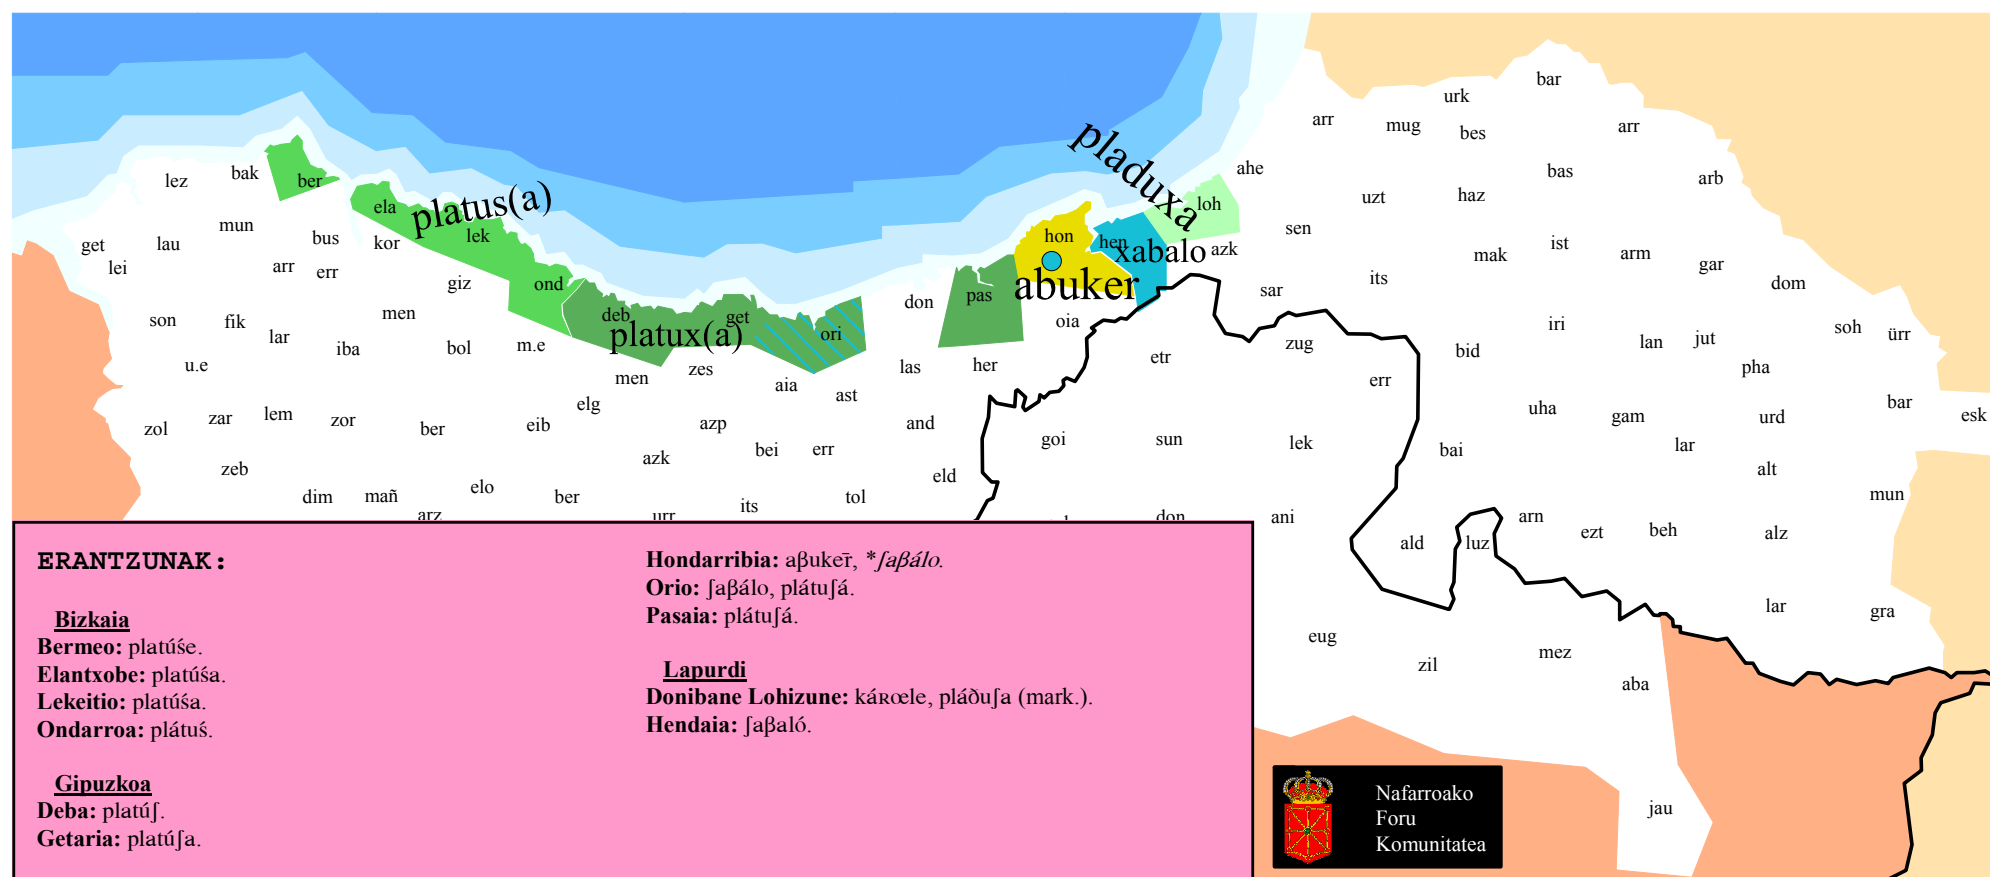 bar
urk
arr
mug
bes
arr
pladuxa
bak
lez
ber
ahe
bas
arb
ela
platus(a)
uzt
haz
loh
mun
lek
sen
get
lau
bus
kor
hon
hen
xabalo
azk
ist
mak
arm
lei
arr
err
gar
giz
ond
abuker
its
dom
sar
don
pas
son
fik
men
deb
get
oia
iri
soh
ürr
lar
platux(a)
ori
zug
lan
jut
iba
bol
m.e
bid
etr
u.e
zes
las
her
pha
men
aia
err
ast
elg
uha
bar
esk
zol
zar
lem
zor
ber
eib
azp
and
gam
urd
goi
sun
lek
lar
bai
azk
bei
err
zeb
alt
eld
dim
mañ
elo
ber
its
tol
mun
arz
urr
don
ani
arn
ezt
beh
alz
ald
luz
lar
gra
eug
zil
mez
aba
jau
ERANTZUNAK:
Bizkaia
Bermeo: platúśe.
Elantxobe: platúśa.
Lekeitio: platúśa.
Ondarroa: plátuś.
Gipuzkoa
Deba: platúʃ.
Getaria: platúʃa.
Hondarribia: aβuker̄, *ʃaβálo.
Orio: ʃaβálo, plátuʃá.
Pasaia: plátuʃá.
Lapurdi
Donibane Lohizune: káʀœle, pláðuʃa (mark.).
Hendaia: ʃaβaló.
Nafarroako
Foru
Komunitatea